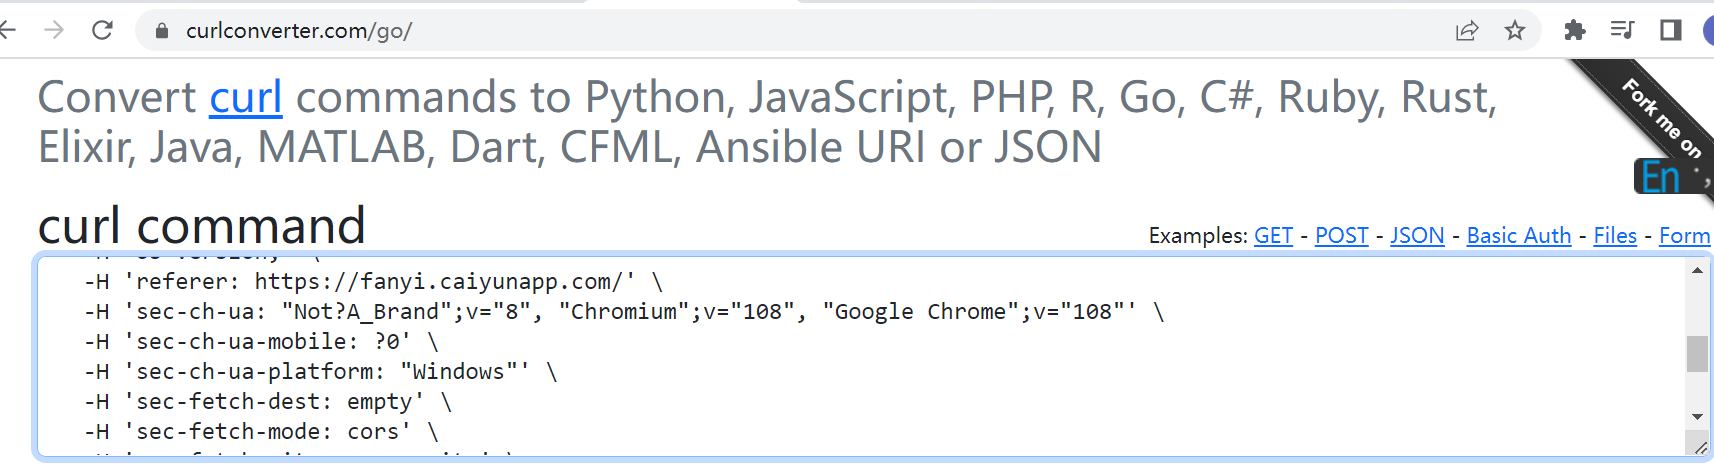 curlconverter.com/go/
Convert curl commands to Python, JavaScript, PHP, R, Go, C#, Ruby, Rust,
Elixir, Java, MATLAB, Dart, CFML, Ansible URI or JSON
Fork me on
En
curl command
Examples: GET - POST - JSON - Basic Auth - Files - Form
-H 'referer: https://fanyi.caiyunapp.com/' \
-H 'sec-ch-ua: "Not?A_Brand";v="8", "Chromium";v="108", "Google Chrome";v="108"' \
-H 'sec-ch-ua-mobile: ?0' \
-H 'sec-ch-ua-platform: "Windows"' \
-H 'sec-fetch-dest: empty' \
-H 'sec-fetch-mode: cors' \